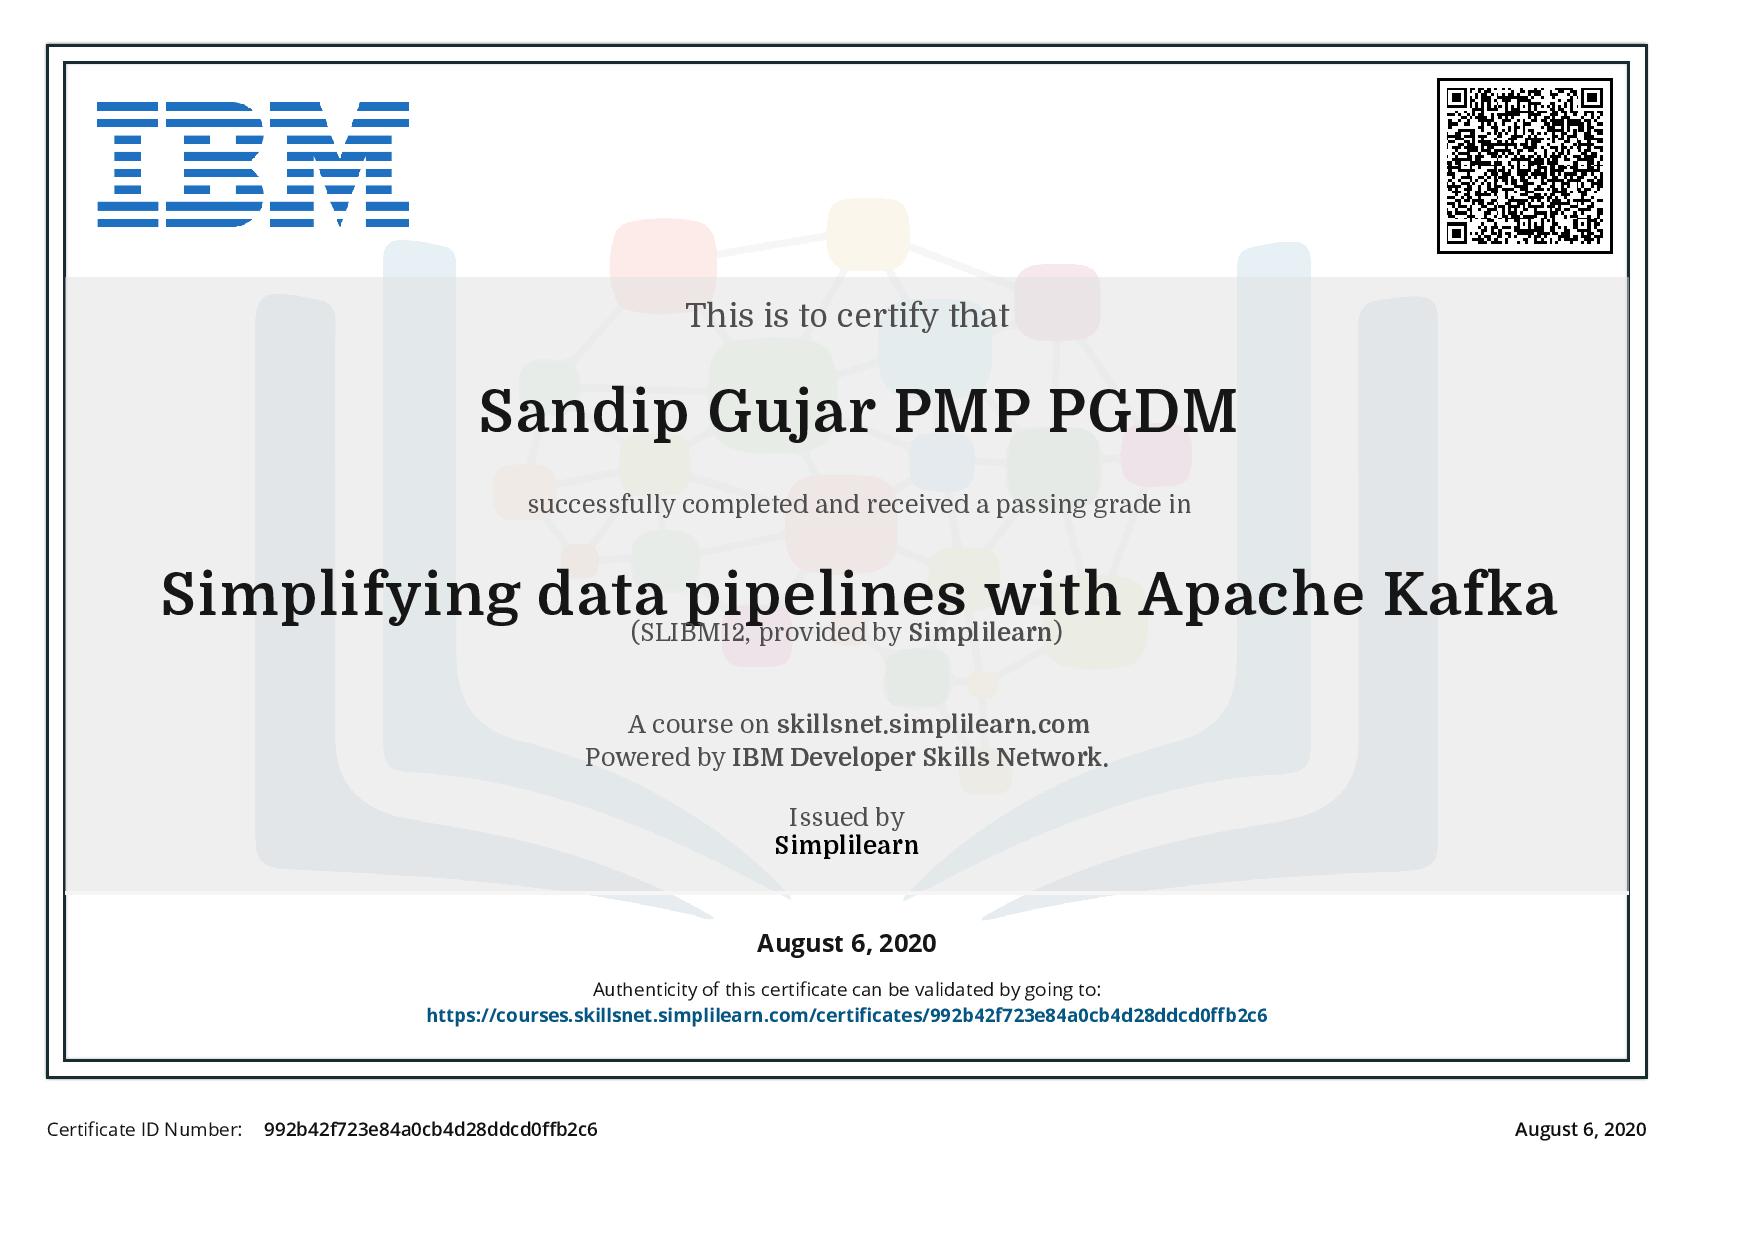 IBM
This is to certify that
Sandip Gujar PMP PGDM
successfully completed and received a passing grade in
Simplifying data pipelines with Apache Kafka
(SLIBM12, provided by Simplilearn)
A course on skillsnet.simplilearn.com
Powered by IBM Developer Skills Network.
Issued by
Simplilearn
August 6, 2020
Authenticity of this certificate can be validated by going to:
https://courses.skillsnet.simplilearn.com/certificates/992b42f723e84a0cb4d28ddcd0ffb2c6
Certificate ID Number: 992b42f723e84a0cb4d28ddcd0ffb2c6
August 6, 2020